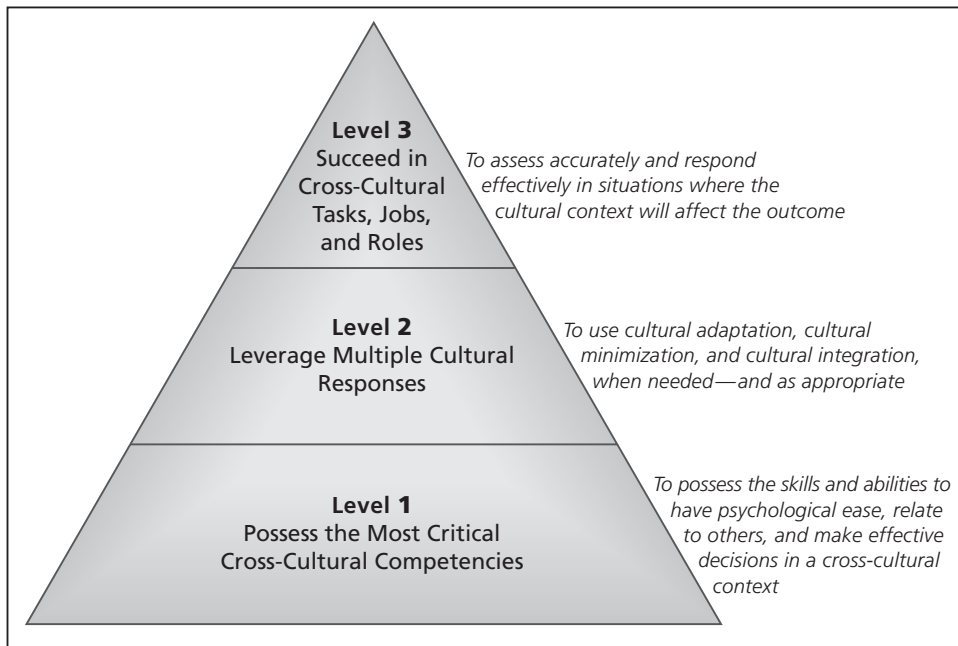 Level 3
Succeed in
Cross-Cultural
Tasks, Jobs,
and Roles
To assess accurately and respond
effectively in situations where the
cultural context will affect the outcome
Level 2
Leverage Multiple Cultural
Responses
To use cultural adaptation, cultural
minimization, and cultural integration,
when needed—and as appropriate
Level 1
Possess the Most Critical
Cross-Cultural Competencies
To possess the skills and abilities to
have psychological ease, relate
to others, and make effective
decisions in a cross-cultural
context